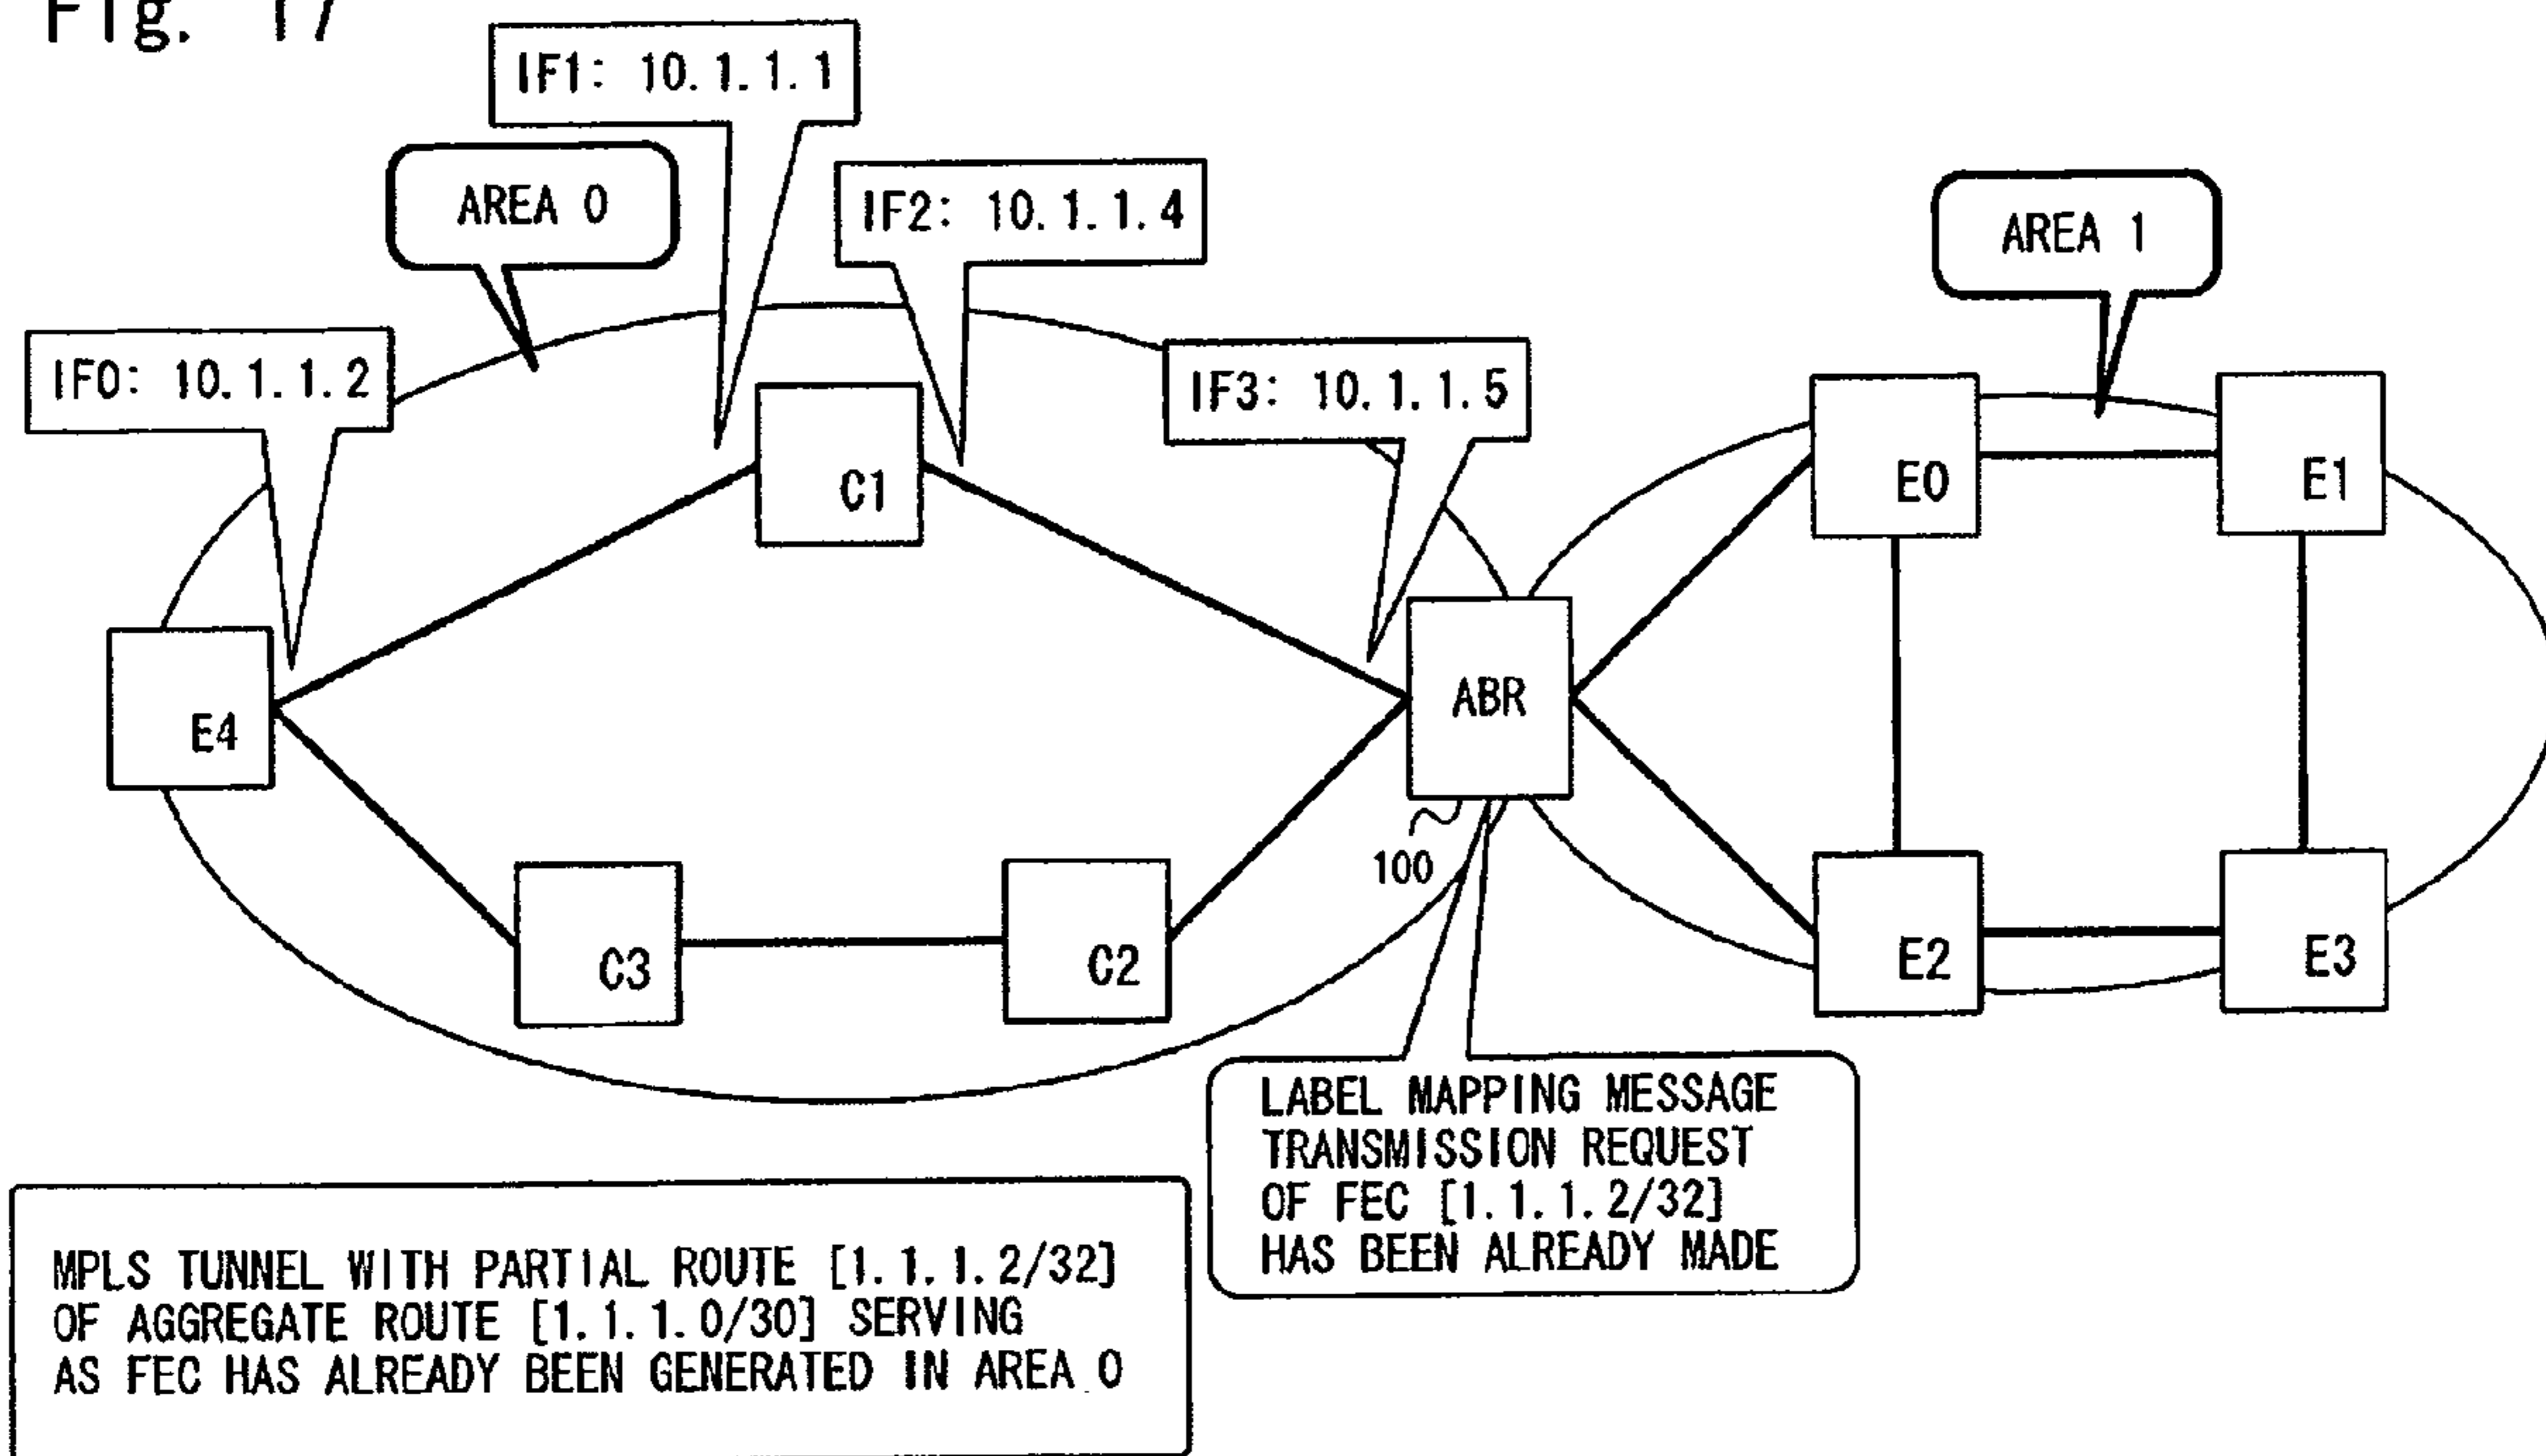 Fig. 17
IF1: 10.1.1.1
AREA 0
IF2: 10.1.1.4
AREA 1
IF0: 10.1.1.2
IF3: 10.1.1.5
C1
E0
E1
ABR
E4
100
C3
C2
E2
E3
LABEL MAPPING MESSAGE
TRANSMISSION REQUEST
OF FEC [1.1.1.2/32]
HAS BEEN ALREADY MADE
MPLS TUNNEL WITH PARTIAL ROUTE [1.1.1.2/32]
OF AGGREGATE ROUTE [1.1.1.0/30] SERVING
AS FEC HAS ALREADY BEEN GENERATED IN AREA 0